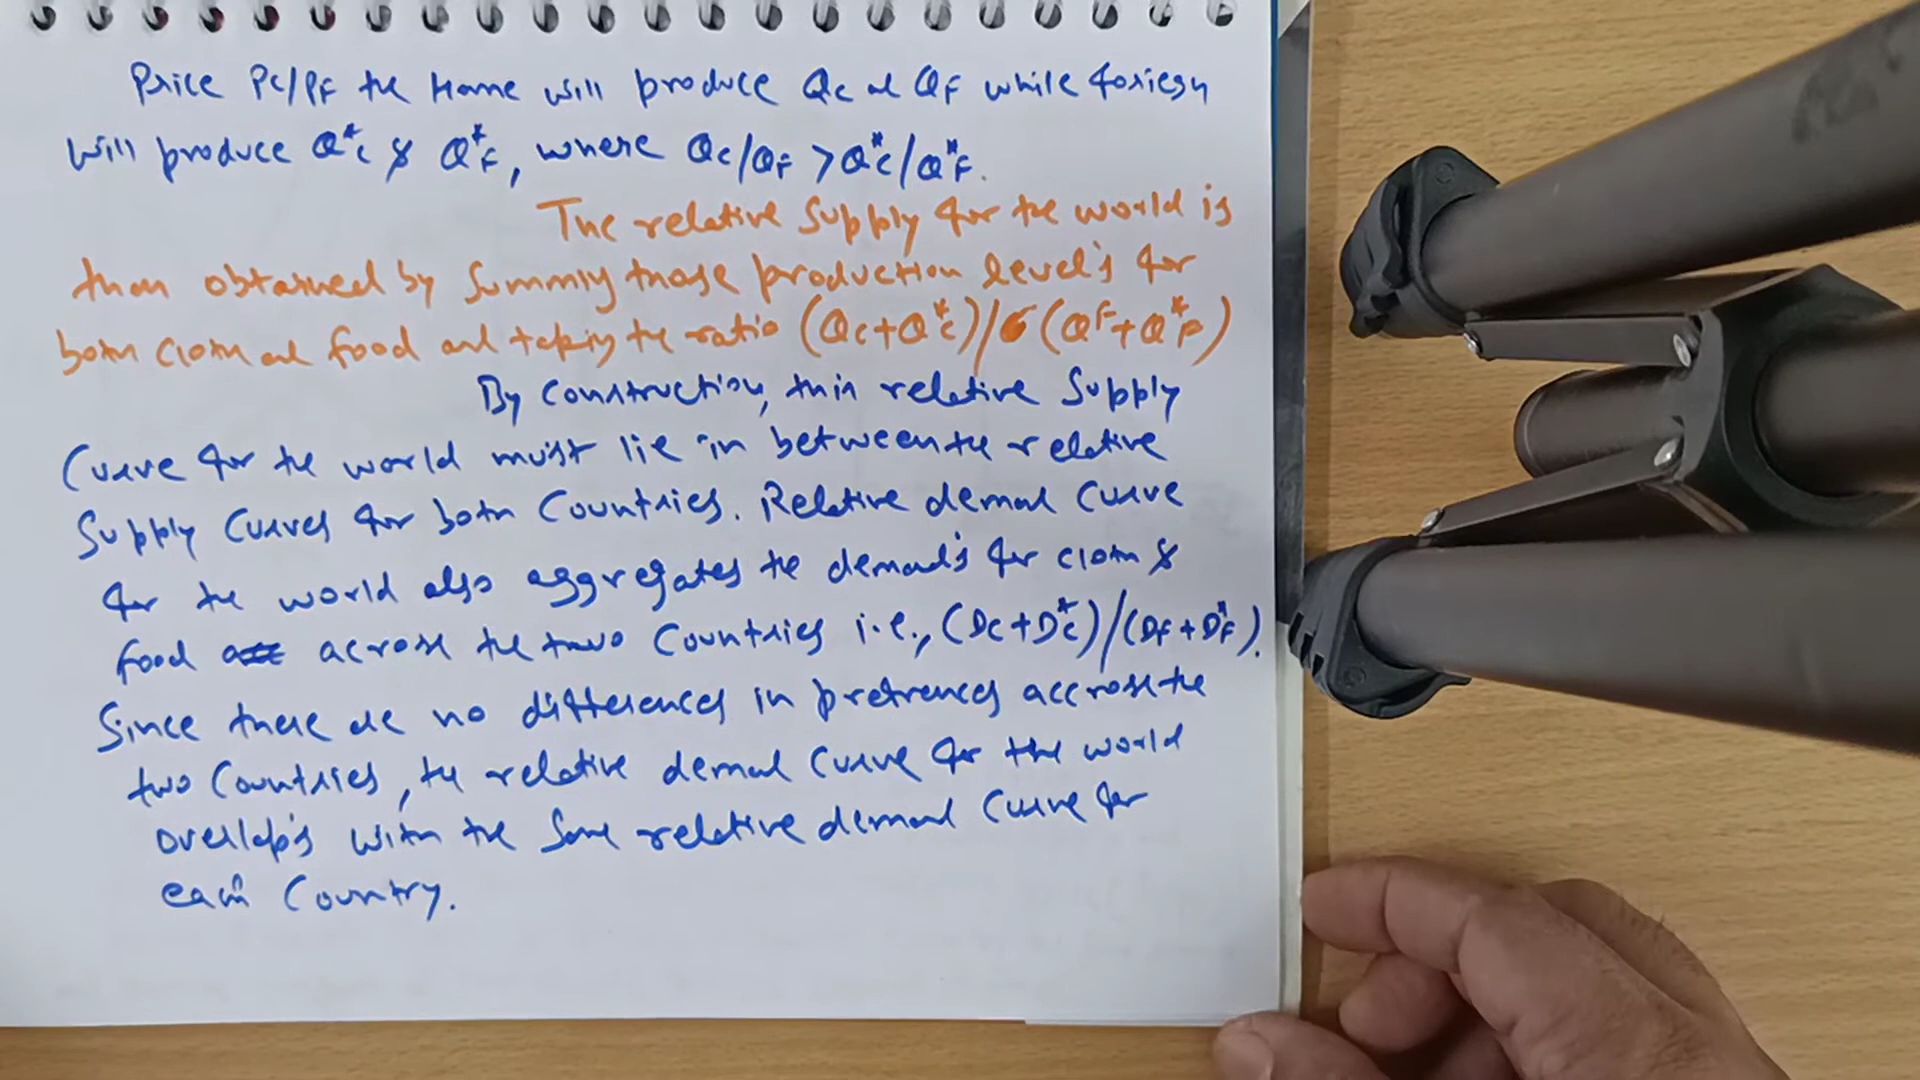 Price Pc/PF the Home will produce Qc and QF while foriegn
will produce Q*c & Q*F, where Qc/QF > Q*c/Q*F.
The relative supply for the world is
then obtained by summing those production level's for
both cloth and food and taking the ratio (Qc+Q*c)/(QF+Q*F)
By construction, this relative supply
curve for the world must lie in between the relative
supply curves for both countries. Relative demand curve
for the world also aggregates the demand's for cloth &
food across the two countries i.e., (Dc+D*c)/(DF+D*F).
Since there are no differences in prefrences accross the
two countries, the relative demand curve for the world
overlap's with the same relative demand curve for
each country.